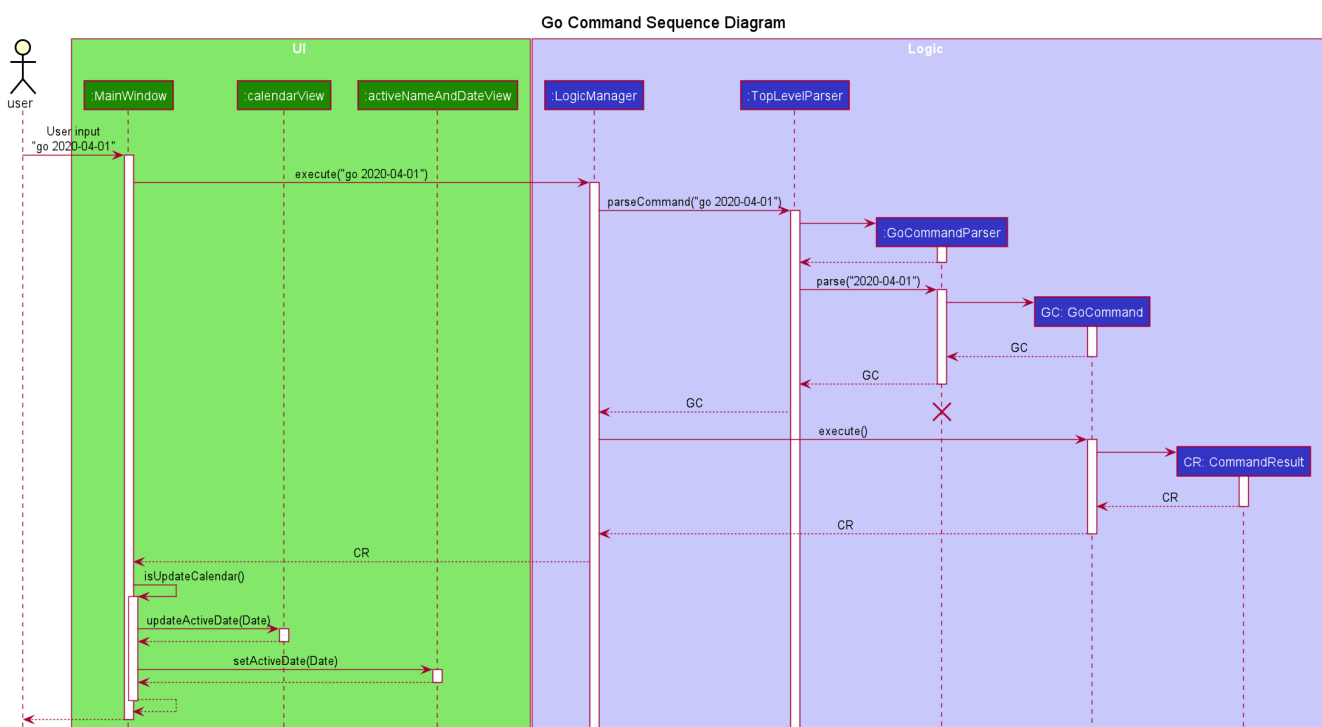 Go Command Sequence Diagram
UI
Logic
user
:MainWindow
:calendarView
:activeNameAndDateView
:LogicManager
:TopLevelParser
User input
"go 2020-04-01"
execute("go 2020-04-01")
parseCommand("go 2020-04-01")
:GoCommandParser
parse("2020-04-01")
GC: GoCommand
GC
GC
GC
execute()
CR: CommandResult
CR
CR
CR
isUpdateCalendar()
updateActiveDate(Date)
setActiveDate(Date)